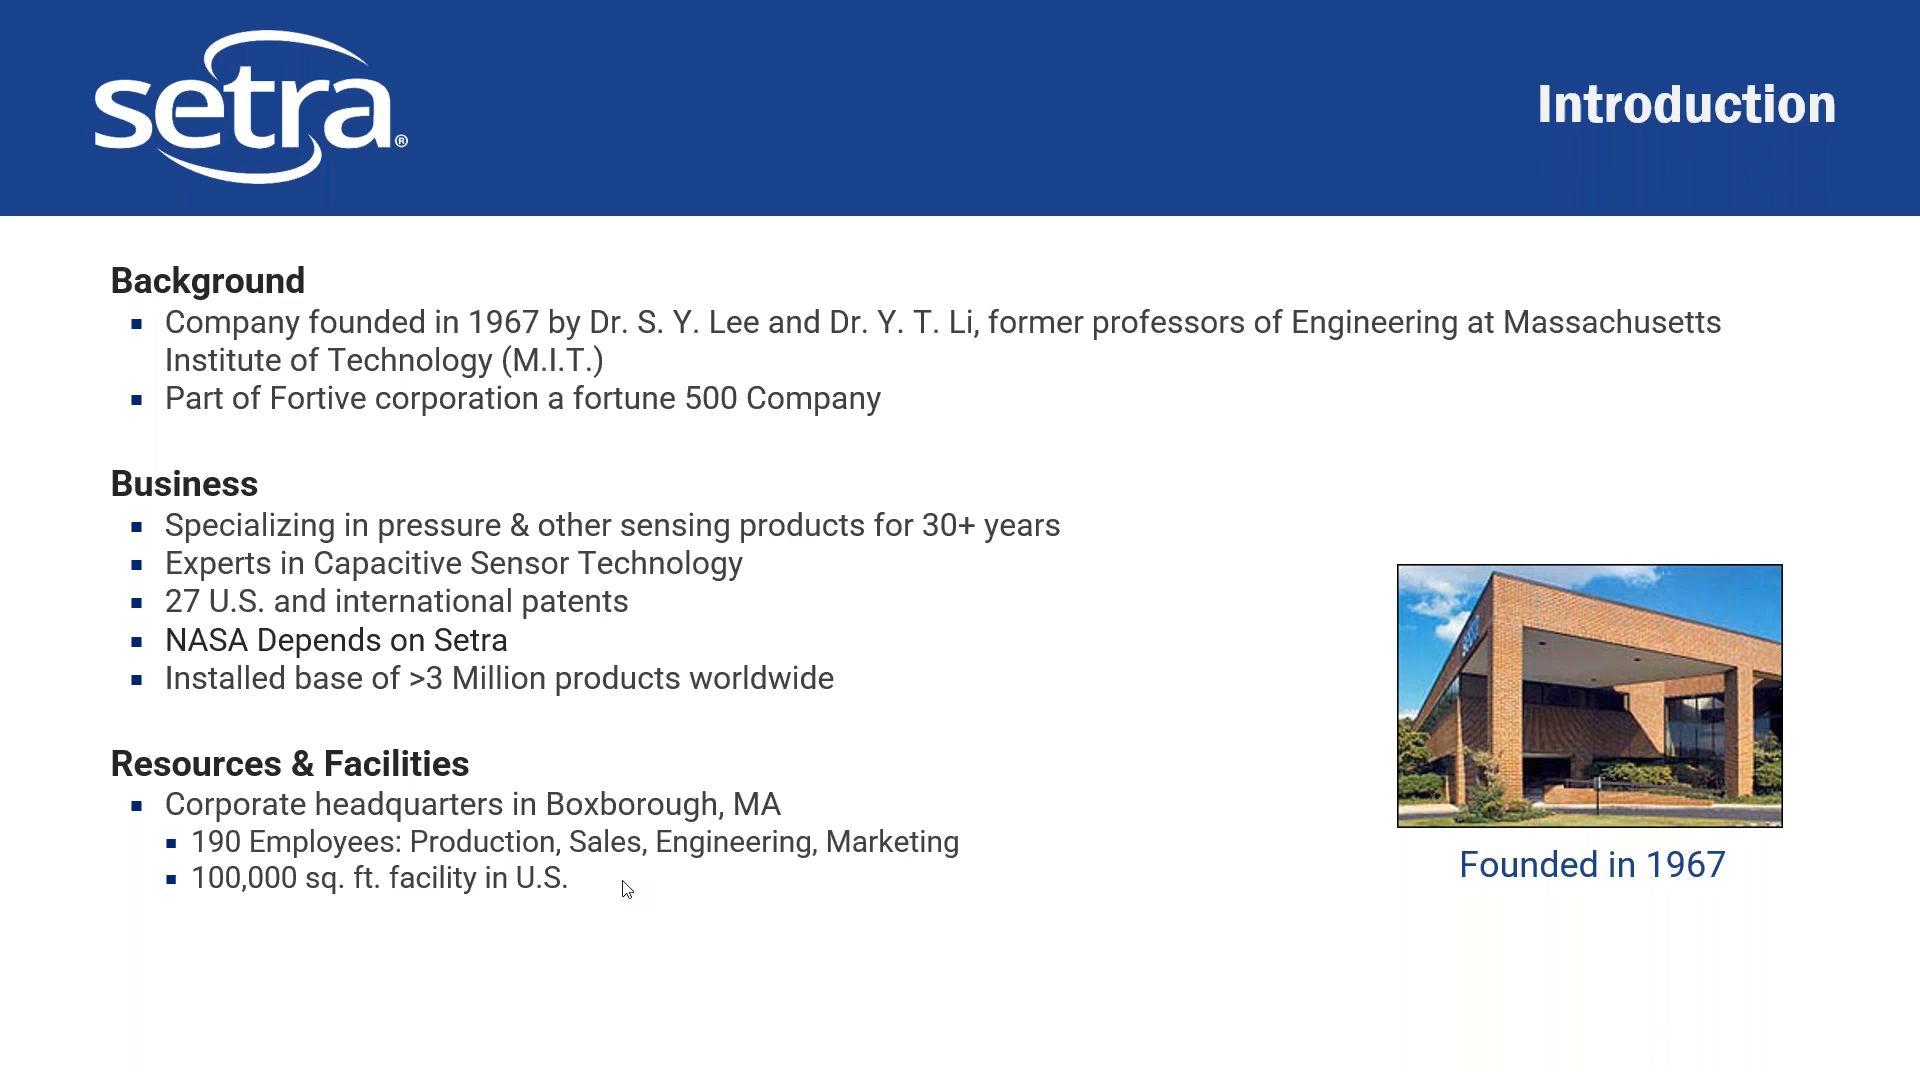 setra®
Introduction
Background
Company founded in 1967 by Dr. S. Y. Lee and Dr. Y. T. Li, former professors of Engineering at Massachusetts
Institute of Technology (M.I.T.)
Part of Fortive corporation a fortune 500 Company
Business
Specializing in pressure & other sensing products for 30+ years
Experts in Capacitive Sensor Technology
27 U.S. and international patents
NASA Depends on Setra
Installed base of >3 Million products worldwide
Resources & Facilities
Corporate headquarters in Boxborough, MA
190 Employees: Production, Sales, Engineering, Marketing
100,000 sq. ft. facility in U.S.
Founded in 1967